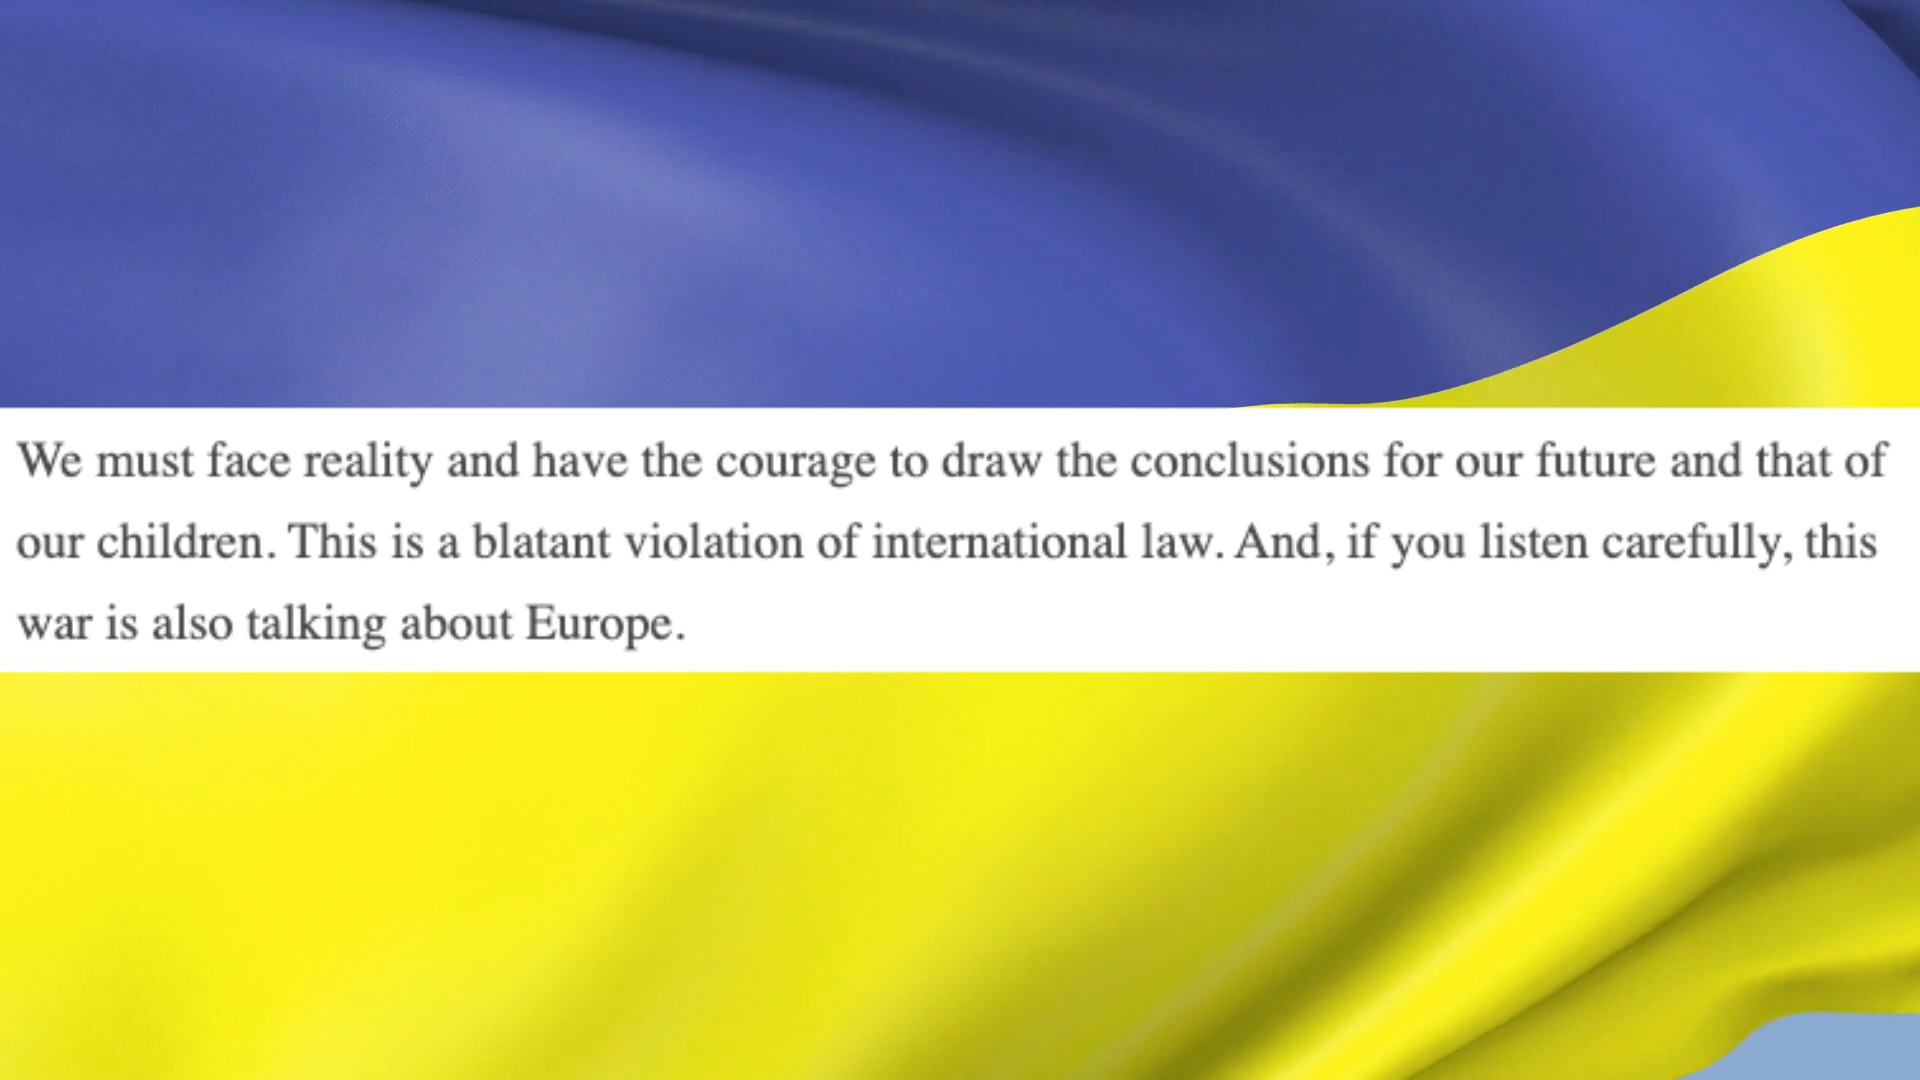 We must face reality and have the courage to draw the conclusions for our future and that of
our children. This is a blatant violation of international law. And, if you listen carefully, this
war is also talking about Europe.